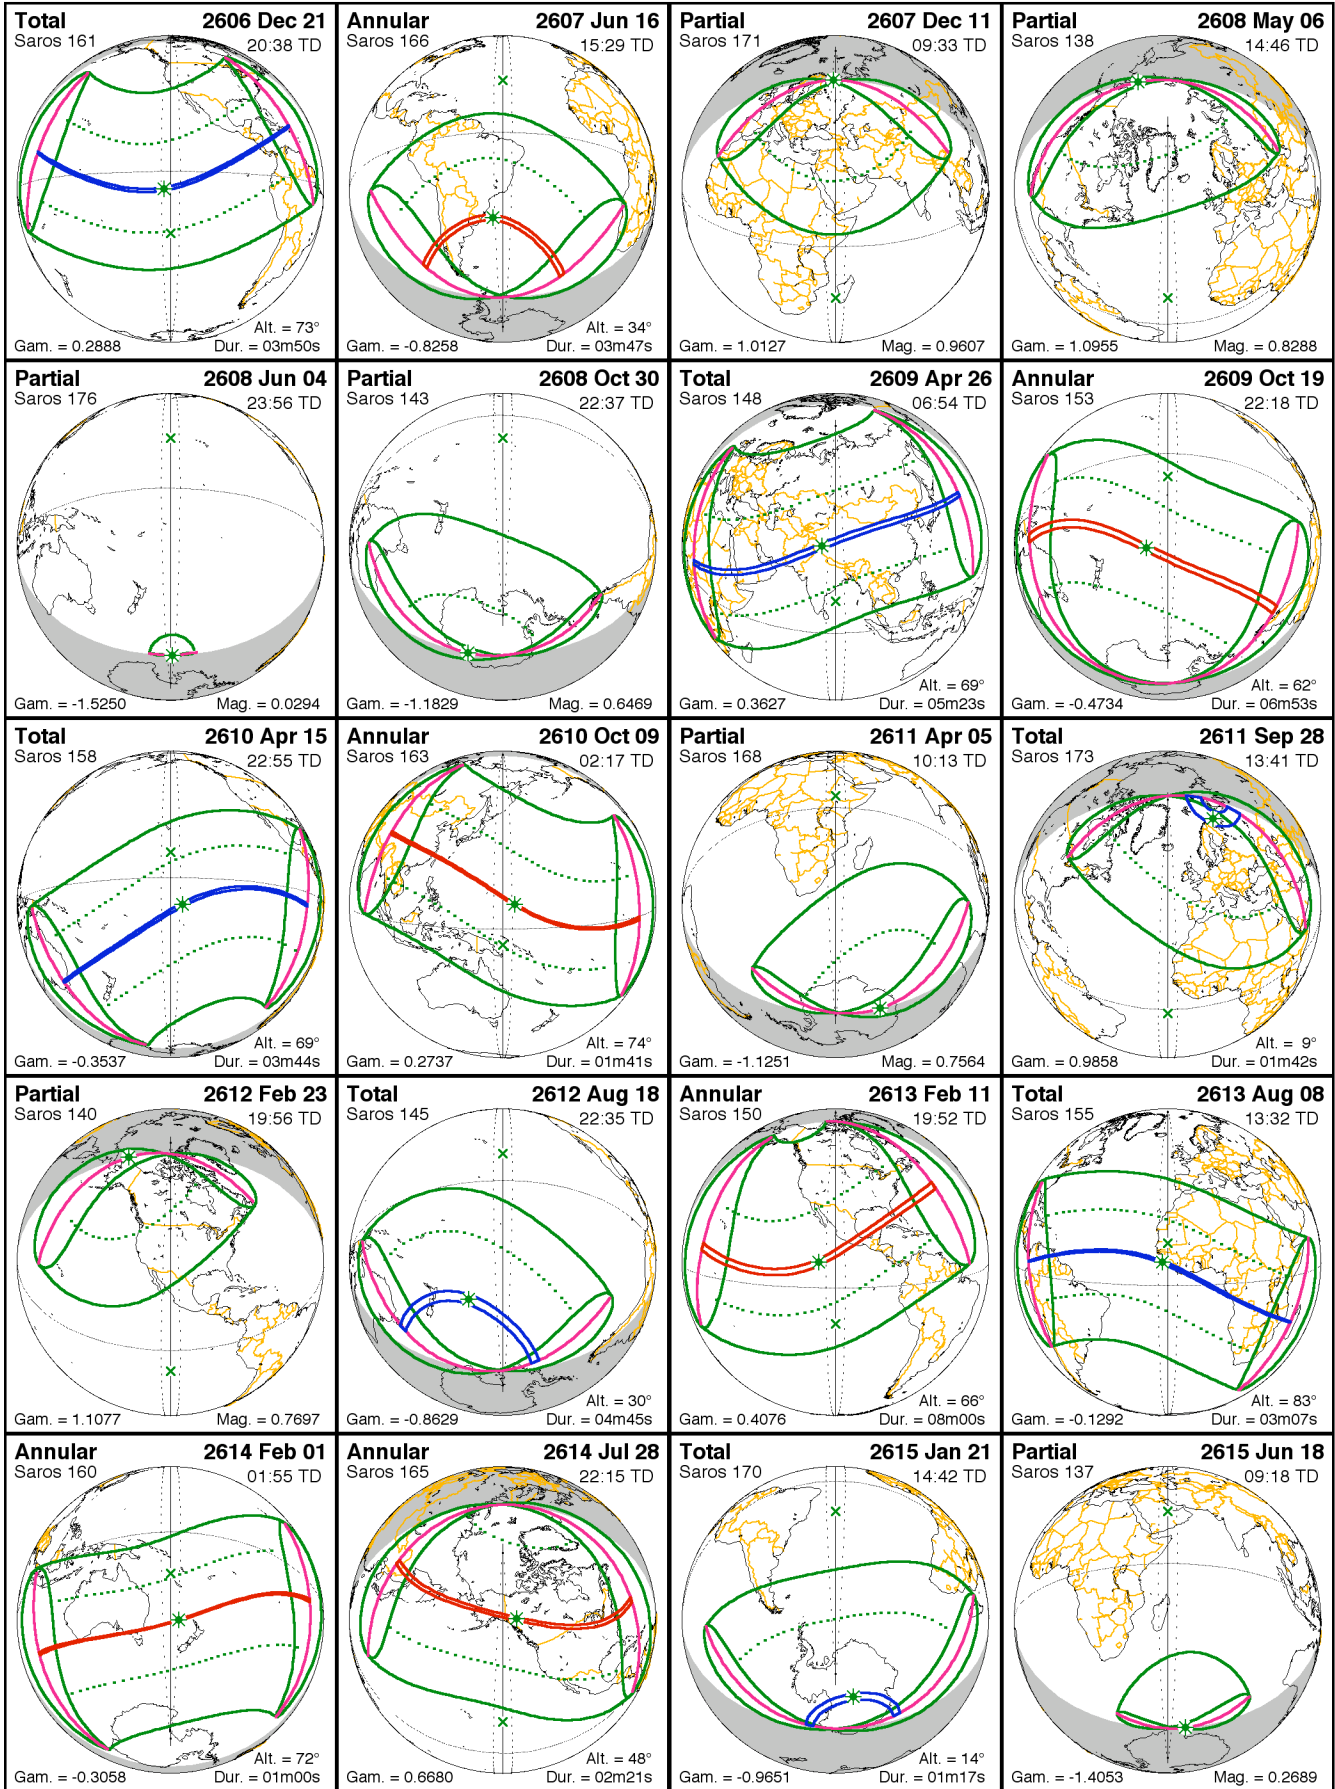 Total 2606 Dec 21
Saros 161 20:38 TD
Alt. = 73°
Gam. = 0.2888 Dur. = 03m50s
Annular 2607 Jun 16
Saros 166 15:29 TD
Alt. = 34°
Gam. = -0.8258 Dur. = 03m47s
Partial 2607 Dec 11
Saros 171 09:33 TD
Gam. = 1.0127 Mag. = 0.9607
Partial 2608 May 06
Saros 138 14:46 TD
Gam. = 1.0955 Mag. = 0.8288
Partial 2608 Jun 04
Saros 176 23:56 TD
Gam. = -1.5250 Mag. = 0.0294
Partial 2608 Oct 30
Saros 143 22:37 TD
Gam. = -1.1829 Mag. = 0.6469
Total 2609 Apr 26
Saros 148 06:54 TD
Alt. = 69°
Gam. = 0.3627 Dur. = 05m23s
Annular 2609 Oct 19
Saros 153 22:18 TD
Alt. = 62°
Gam. = -0.4734 Dur. = 06m53s
Total 2610 Apr 15
Saros 158 22:55 TD
Alt. = 69°
Gam. = -0.3537 Dur. = 03m44s
Annular 2610 Oct 09
Saros 163 02:17 TD
Alt. = 74°
Gam. = 0.2737 Dur. = 01m41s
Partial 2611 Apr 05
Saros 168 10:13 TD
Gam. = -1.1251 Mag. = 0.7564
Total 2611 Sep 28
Saros 173 13:41 TD
Alt. = 9°
Gam. = 0.9858 Dur. = 01m42s
Partial 2612 Feb 23
Saros 140 19:56 TD
Gam. = 1.1077 Mag. = 0.7697
Total 2612 Aug 18
Saros 145 22:35 TD
Alt. = 30°
Gam. = -0.8629 Dur. = 04m45s
Annular 2613 Feb 11
Saros 150 19:52 TD
Alt. = 66°
Gam. = 0.4076 Dur. = 08m00s
Total 2613 Aug 08
Saros 155 13:32 TD
Alt. = 83°
Gam. = -0.1292 Dur. = 03m07s
Annular 2614 Feb 01
Saros 160 01:55 TD
Alt. = 72°
Gam. = -0.3058 Dur. = 01m00s
Annular 2614 Jul 28
Saros 165 22:15 TD
Alt. = 48°
Gam. = 0.6680 Dur. = 02m21s
Total 2615 Jan 21
Saros 170 14:42 TD
Alt. = 14°
Gam. = -0.9651 Dur. = 01m17s
Partial 2615 Jun 18
Saros 137 09:18 TD
Gam. = -1.4053 Mag. = 0.2689